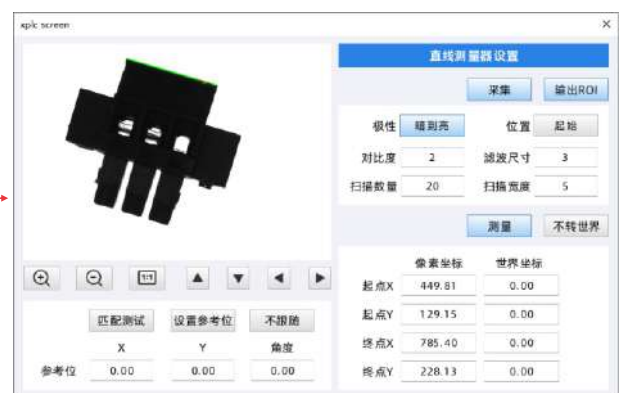 xplc screen
直线测量器设置
采集 输出ROI
极性 暗到亮 位置 起始
对比度 2 滤波尺寸 3
扫描数量 20 扫描宽度 5
测量 不转世界
像素坐标 世界坐标
起点X 449.81 0.00
起点Y 129.15 0.00
终点X 785.40 0.00
终点Y 228.13 0.00
1:1
匹配测试 设置参考位 不跟随
X Y 角度
参考位 0.00 0.00 0.00